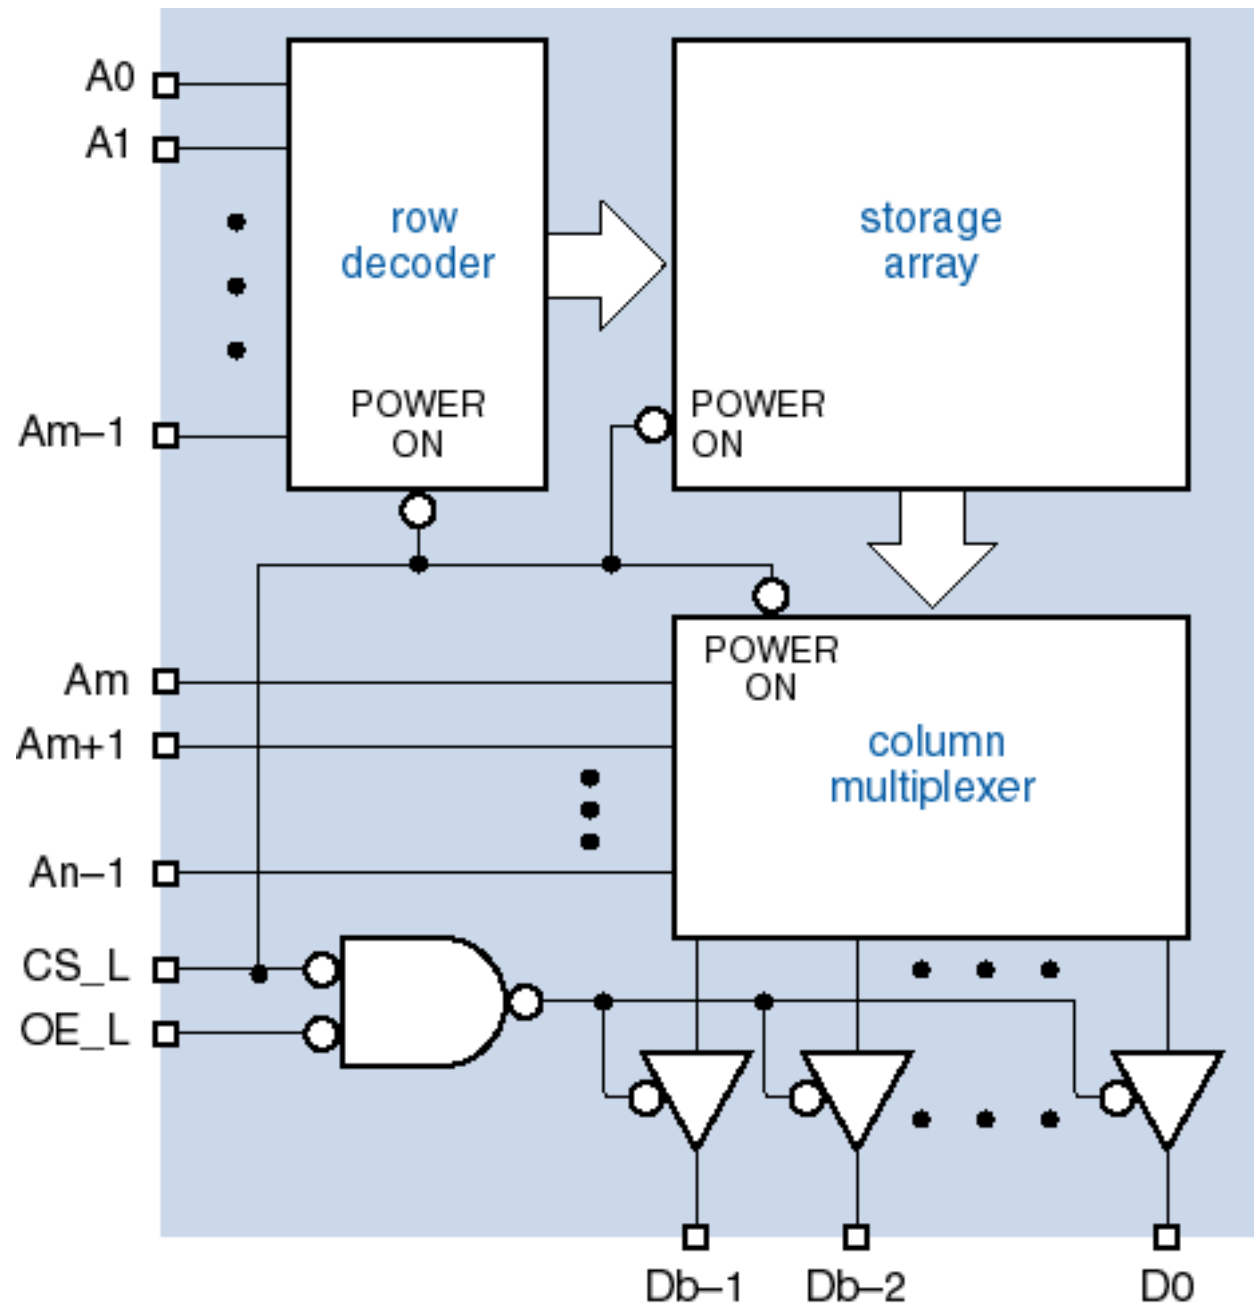 A0
A1
row
decoder
storage
array
POWER
ON
POWER
ON
Am–1
Am
POWER
ON
Am+1
column
multiplexer
An–1
CS_L
OE_L
Db–1
Db–2
D0